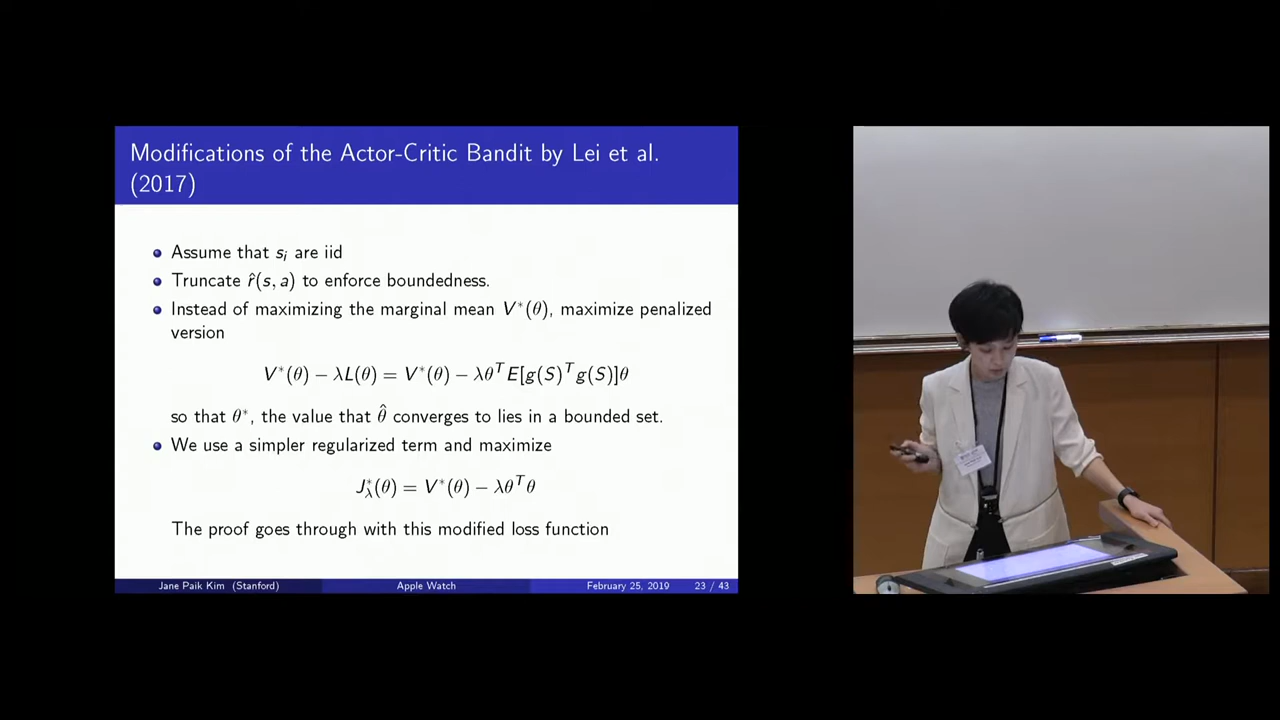 Modifications of the Actor-Critic Bandit by Lei et al.
(2017)
Assume that s_i are iid
Truncate r̂(s, a) to enforce boundedness.
Instead of maximizing the marginal mean V*(θ), maximize penalized
version
V*(θ) − λL(θ) = V*(θ) − λθ^T E[g(S)^T g(S)]θ
so that θ*, the value that θ̂ converges to lies in a bounded set.
We use a simpler regularized term and maximize
J*_λ(θ) = V*(θ) − λθ^T θ
The proof goes through with this modified loss function
Jane Paik Kim (Stanford) Apple Watch February 25, 2019 23 / 43